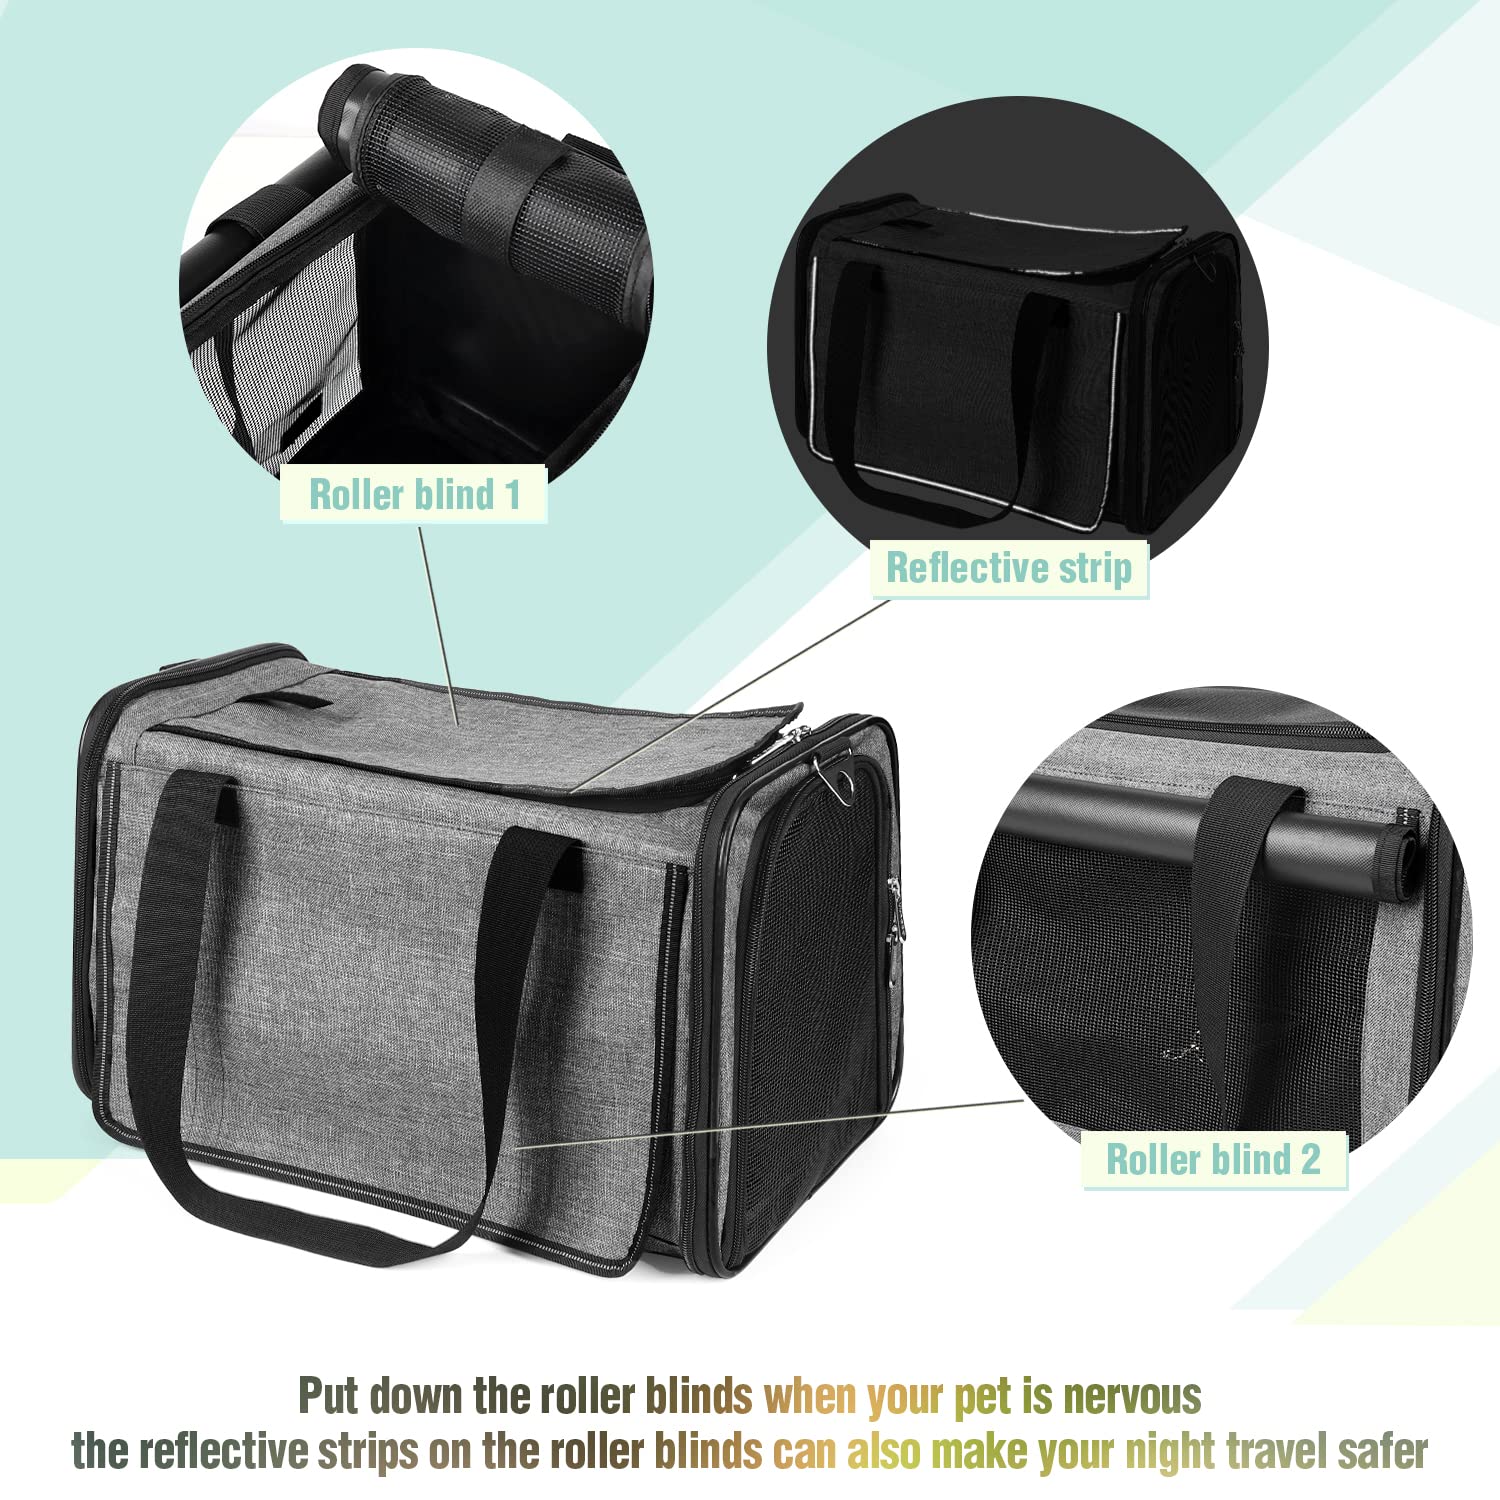 Roller blind 1
Reflective strip
Roller blind 2
Put down the roller blinds when your pet is nervous
the reflective strips on the roller blinds can also make your night travel safer